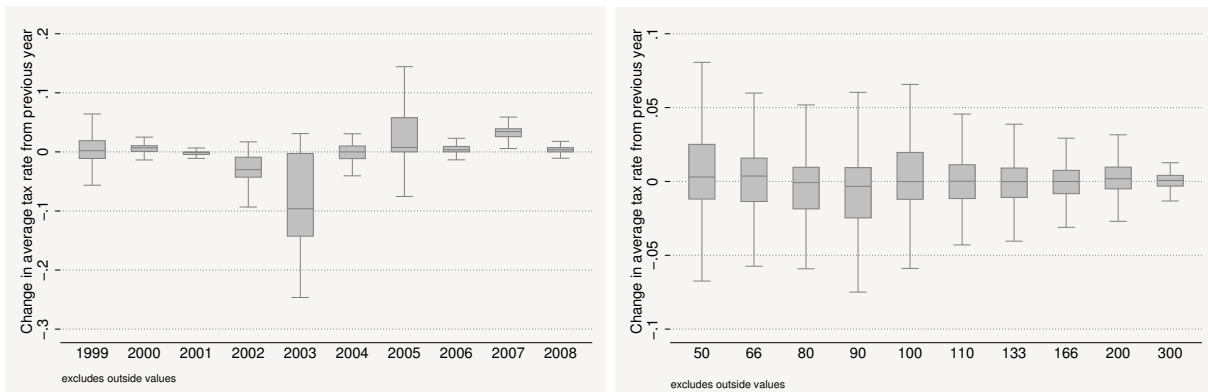 Change in average tax rate from previous year
.2
.1
0
−.1
−.2
−.3
1999 2000 2001 2002 2003 2004 2005 2006 2007 2008
excludes outside values
Change in average tax rate from previous year
.1
.05
0
−.05
−.1
50 66 80 90 100 110 133 166 200 300
excludes outside values